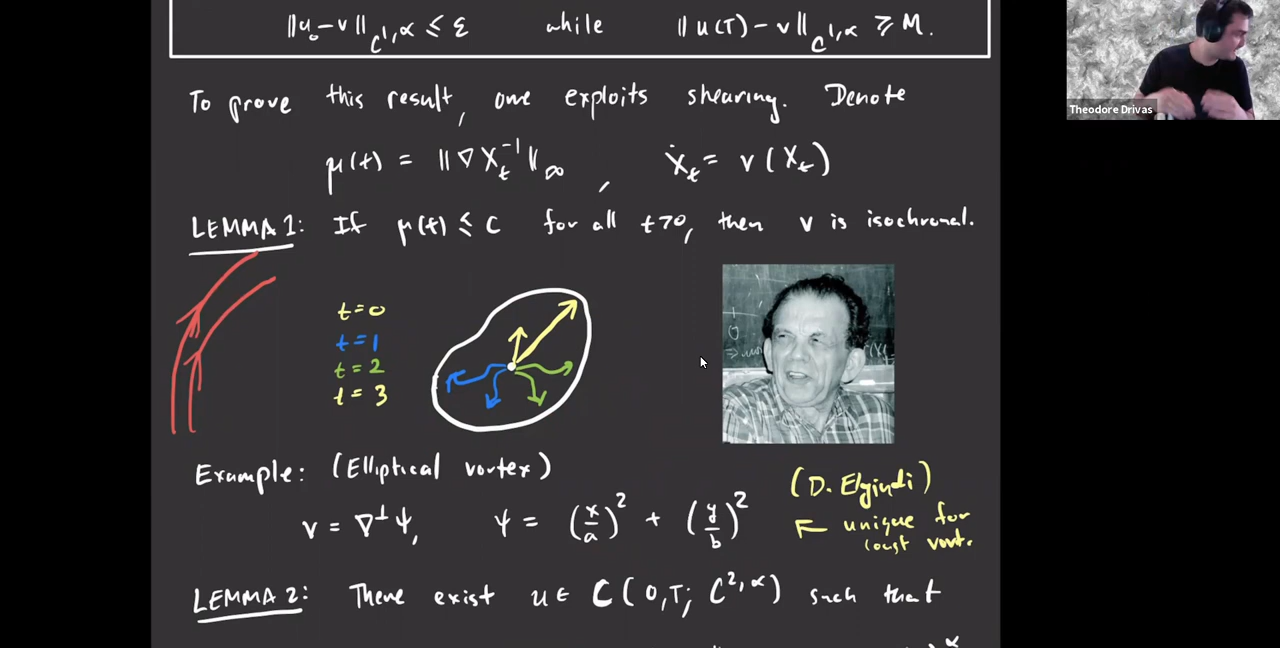 ‖u₀ − v‖_{C^{1,α}} ≤ ε while ‖u(T) − v‖_{C^{1,α}} ≥ M.
Theodore Drivas
To prove this result, one exploits shearing. Denote
μ(t) = ‖∇X_t^{-1}‖_∞ , Ẋ_t = v(X_t)
LEMMA 1: If μ(t) ≤ C for all t>0, then v is isochronal.
t=0
t=1
t=2
t=3
Example: (Elliptical vortex)
(D. Elgindi)
v = ∇^⊥ψ, ψ = (x/a)² + (y/b)²
← unique for
const vort.
LEMMA 2: There exist u ∈ C(0,T; C^{2,α}) such that